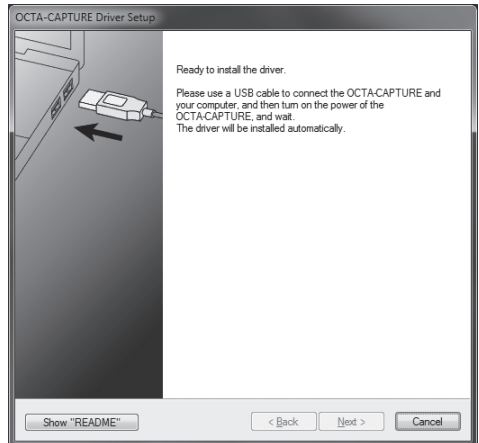 OCTA-CAPTURE Driver Setup
Ready to install the driver.
Please use a USB cable to connect the OCTA-CAPTURE and
your computer, and then turn on the power of the
OCTA-CAPTURE, and wait.
The driver will be installed automatically.
Show "README"
< Back
Next >
Cancel